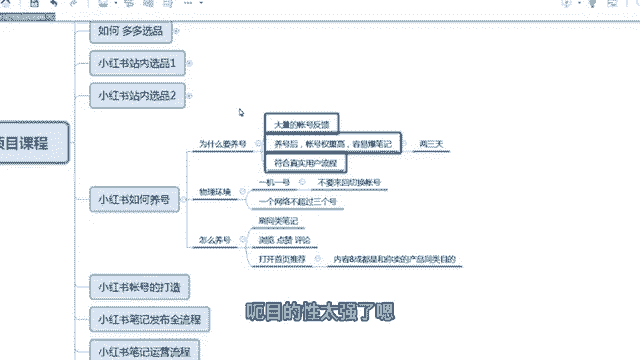 如何 多多选品
小红书站内选品1
小红书站内选品2
项目课程
大量的帐号反馈
为什么要养号
养号后，帐号权重高，容易爆笔记
两三天
符合真实用户流程
小红书如何养号
物理环境
一机一号
不要来回切换帐号
一个网络不超过三个号
刷同类笔记
怎么养号
浏览 点赞 评论
打开首页推荐
内容8成都是和你卖的产品同类目的
小红书帐号的打造
小红书笔记发布全流程
小红书笔记运营流程
呃目的性太强了嗯